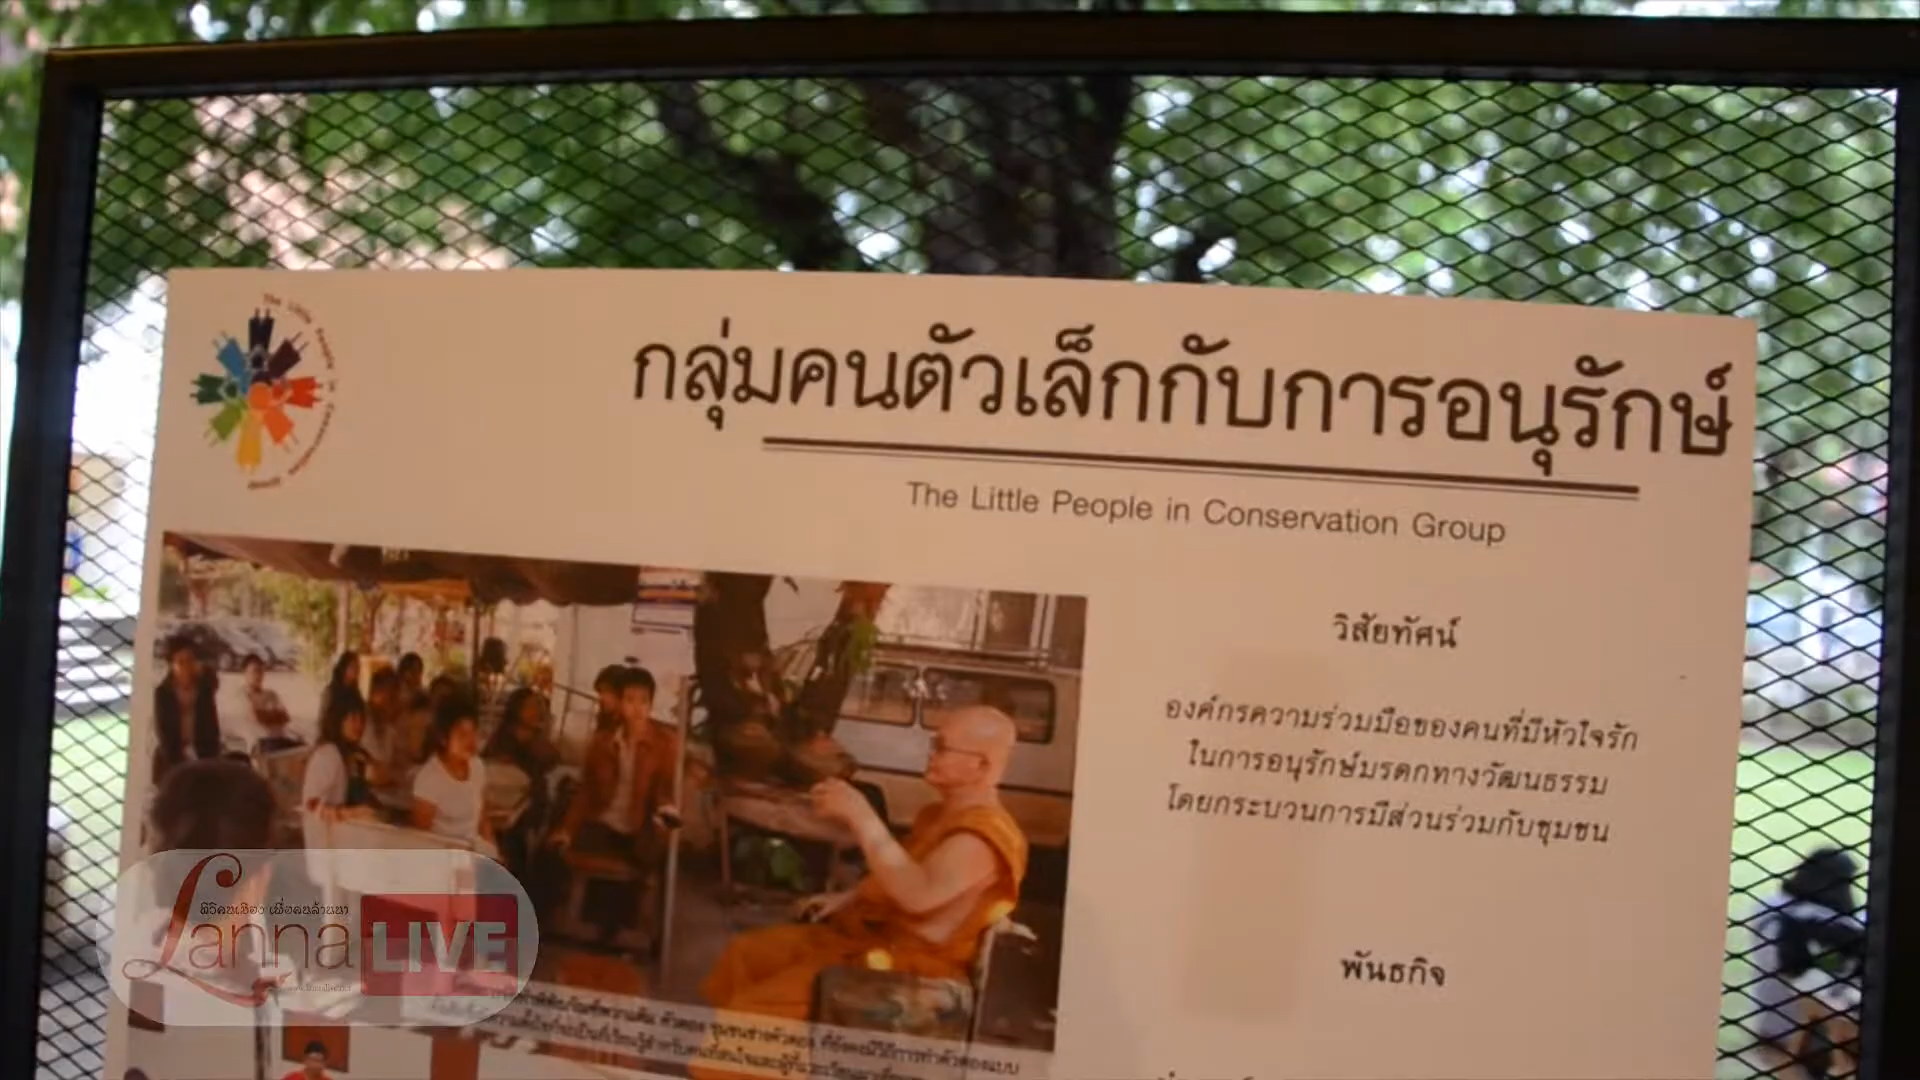 The Little People in Conservation Group
กลุ่มคนตัวเล็กกับการอนุรักษ์
The Little People in Conservation Group
วิสัยทัศน์
องค์กรความร่วมมือของคนที่มีหัวใจรัก
ในการอนุรักษ์มรดกทางวัฒนธรรม
โดยกระบวนการมีส่วนร่วมกับชุมชน
พันธกิจ
Lanna LIVE